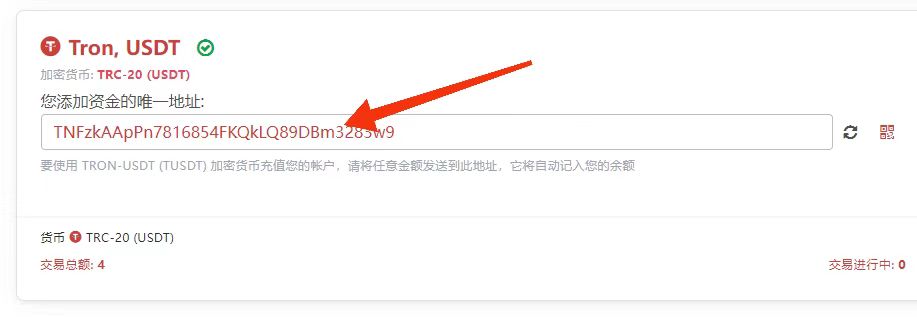 Tron, USDT
加密货币: TRC-20 (USDT)
您添加资金的唯一地址:
TNFzkAApPn7816854FKQkLQ89DBm3285w9
要使用 TRON-USDT (TUSDT) 加密货币充值您的帐户，请将任意金额发送到此地址，它将自动记入您的余额
货币 TRC-20 (USDT)
交易总额: 4
交易进行中: 0